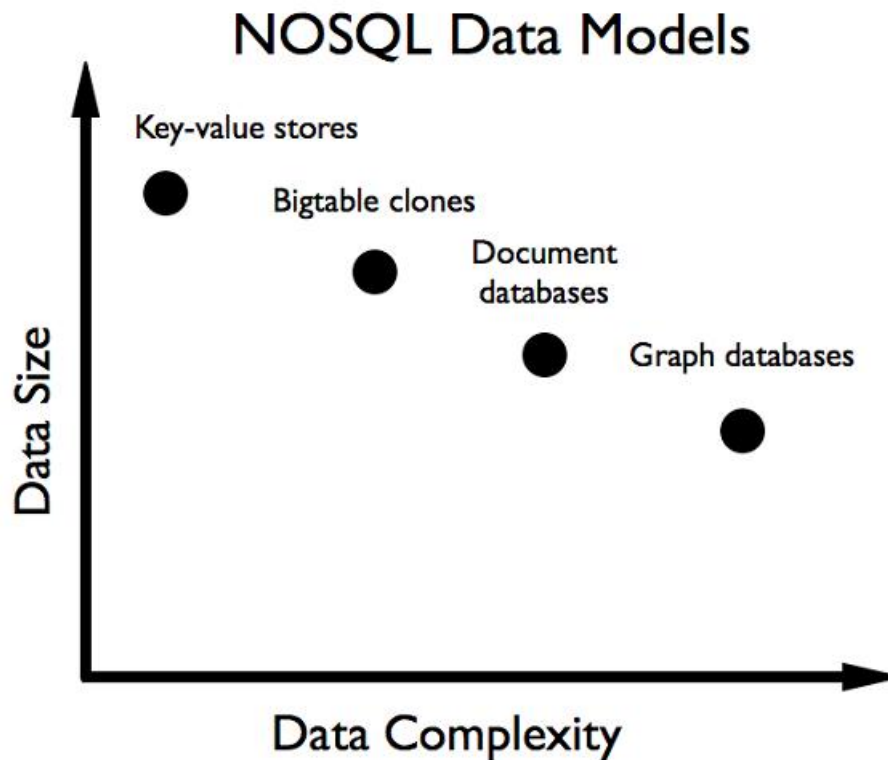 NOSQL Data Models
Key-value stores
Bigtable clones
Document
databases
Graph databases
Data Size
Data Complexity